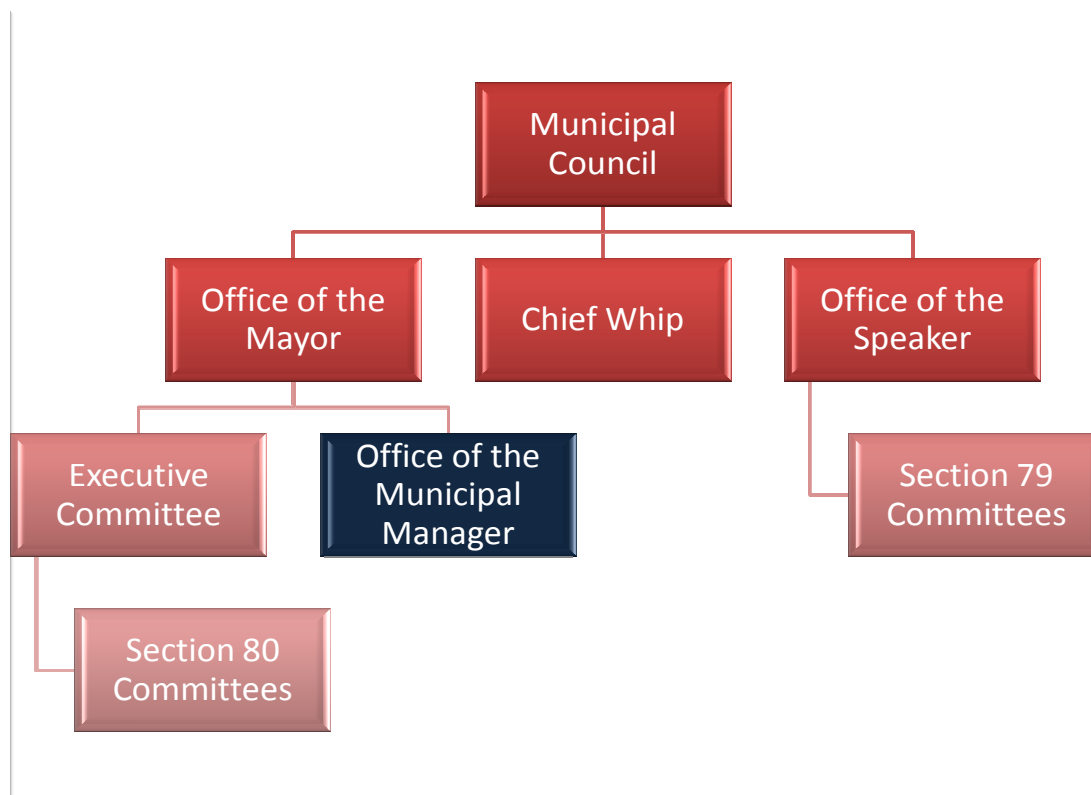 Municipal
Council
Office of the
Mayor
Chief Whip
Office of the
Speaker
Executive
Committee
Office of the
Municipal
Manager
Section 79
Committees
Section 80
Committees